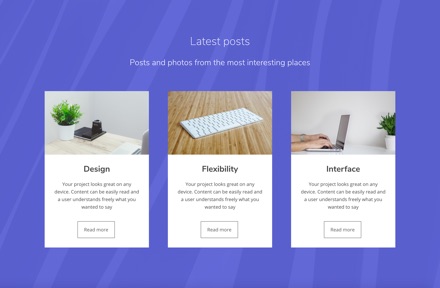 Latest posts
Posts and photos from the most interesting places
Design
Your project looks great on any
device. Content can be easily read and
a user understands freely what you
wanted to say
Read more
Flexibility
Your project looks great on any
device. Content can be easily read and
a user understands freely what you
wanted to say
Read more
Interface
Your project looks great on any
device. Content can be easily read and
a user understands freely what you
wanted to say
Read more